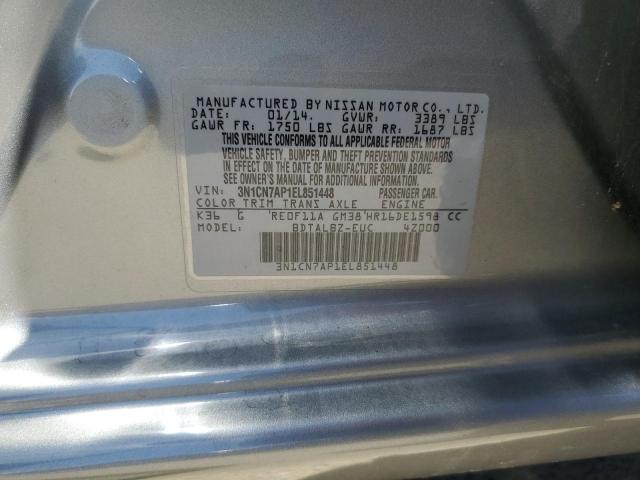 MANUFACTURED BY NISSAN MOTOR CO., LTD.
DATE: 01/14. GVWR: 3389 LBS
GAWR FR: 1750 LBS GAWR RR: 1687 LBS
THIS VEHICLE CONFORMS TO ALL APPLICABLE FEDERAL MOTOR
VEHICLE SAFETY, BUMPER AND THEFT PREVENTION STANDARDS
IN EFFECT ON THE DATE OF MANUFACTURE SHOWN ABOVE.
SEE OWNER'S MANUAL FOR FURTHER INFORMATION.
VIN: 3N1CN7AP1EL851448 PASSENGER CAR.
COLOR TRIM TRANS AXLE ENGINE
K36 G RE0F11A GM38 HR16DE1598 CC
MODEL: BDTALBZ-EUC 4Z000
3N1CN7AP1EL851448